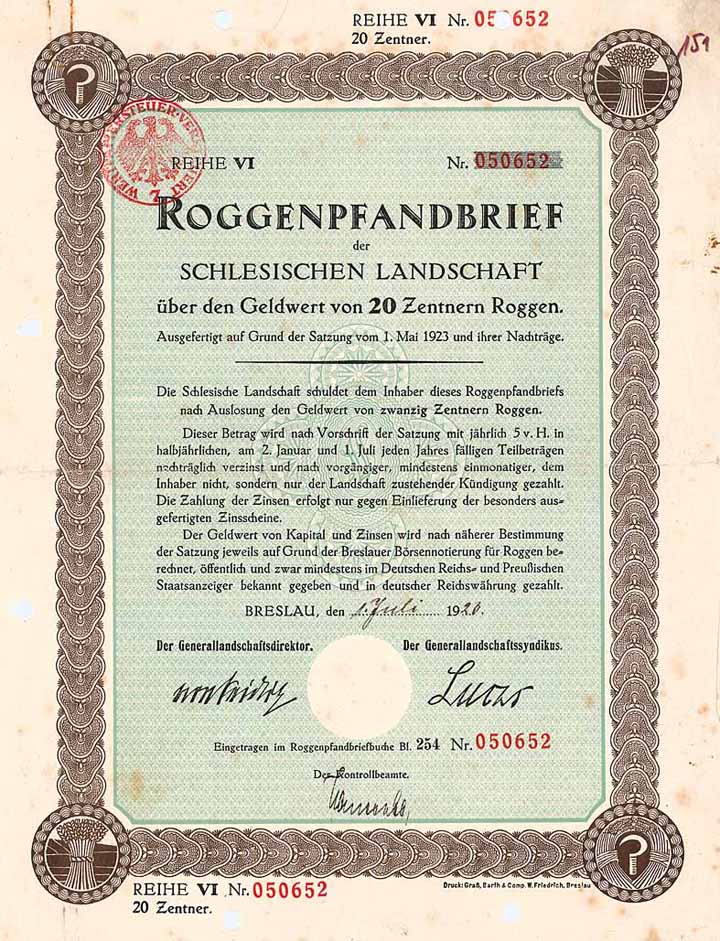 REIHE VI Nr. 050652
20 Zentner.
151
WERTPAPIERSTEUER-VERSTEUERT
7
REIHE VI Nr. 050652
ROGGENPFANDBRIEF
der
SCHLESISCHEN LANDSCHAFT
über den Geldwert von 20 Zentnern Roggen.
Ausgefertigt auf Grund der Satzung vom 1. Mai 1923 und ihrer Nachträge.
Die Schlesische Landschaft schuldet dem Inhaber dieses Roggenpfandbriefs
nach Auslosung den Geldwert von zwanzig Zentnern Roggen.
Dieser Betrag wird nach Vorschrift der Satzung mit jährlich 5 v. H. in
halbjährlichen, am 2. Januar und 1. Juli jeden Jahres fälligen Teilbeträgen
nachträglich verzinst und nach vorgängiger, mindestens einmonatiger, dem
Inhaber nicht, sondern nur der Landschaft zustehender Kündigung gezahlt.
Die Zahlung der Zinsen erfolgt nur gegen Einlieferung der besonders aus-
gefertigten Zinsscheine.
Der Geldwert von Kapital und Zinsen wird nach näherer Bestimmung
der Satzung jeweils auf Grund der Breslauer Börsennotierung für Roggen be-
rechnet, öffentlich und zwar mindestens im Deutschen Reichs- und Preußischen
Staatsanzeiger bekannt gegeben und in deutscher Reichswährung gezahlt.
BRESLAU, den 1. Juli 192
Der Generallandschaftsdirektor. Der Generallandschaftssyndikus.
Eingetragen im Roggenpfandbriefbuche Bl. 254 Nr. 050652
Der Kontrollbeamte.
REIHE VI Nr. 050652
20 Zentner.
Druck: Graß, Barth & Comp. W. Friedrich, Breslau